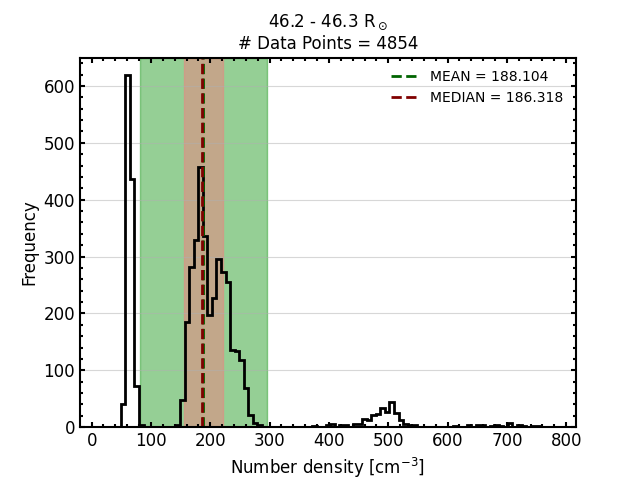 46.2 - 46.3 R⊙
# Data Points = 4854
MEAN = 188.104
MEDIAN = 186.318
Frequency
600
500
400
300
200
100
0
0 100 200 300 400 500 600 700 800
Number density [cm⁻³]